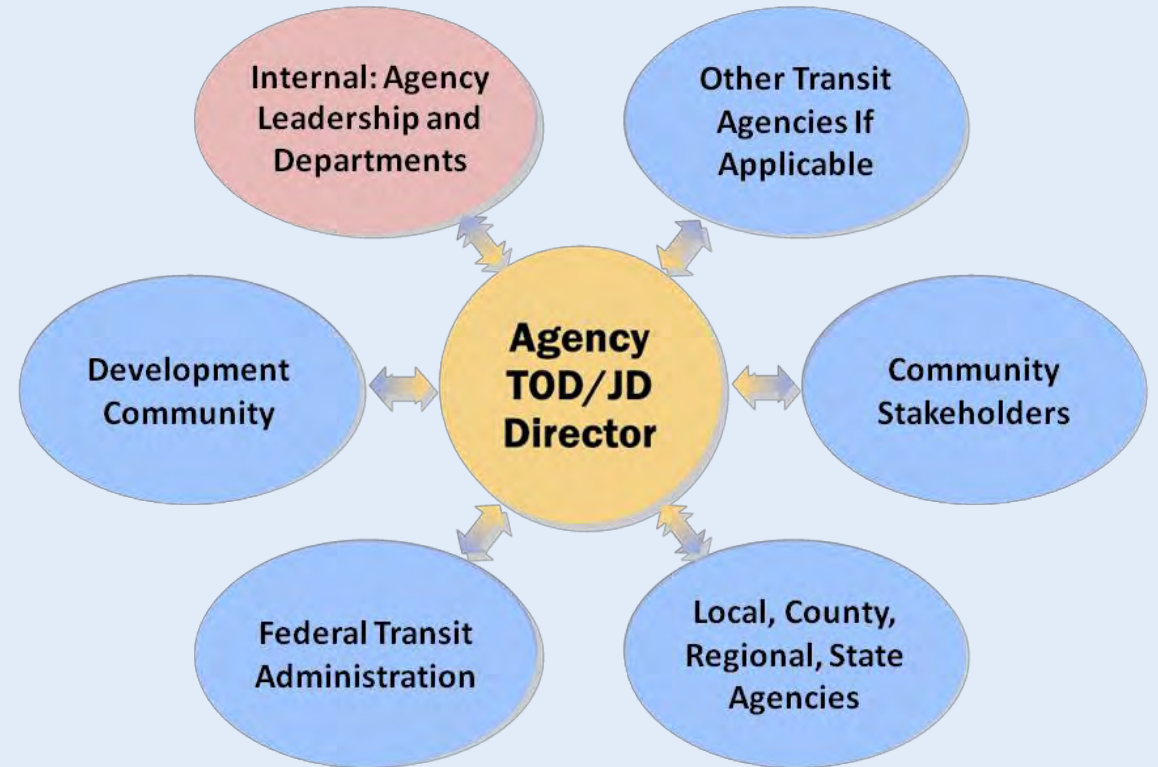 Internal: Agency
Leadership and
Departments
Other Transit
Agencies If
Applicable
Development
Community
Agency
TOD/JD
Director
Community
Stakeholders
Federal Transit
Administration
Local, County,
Regional, State
Agencies